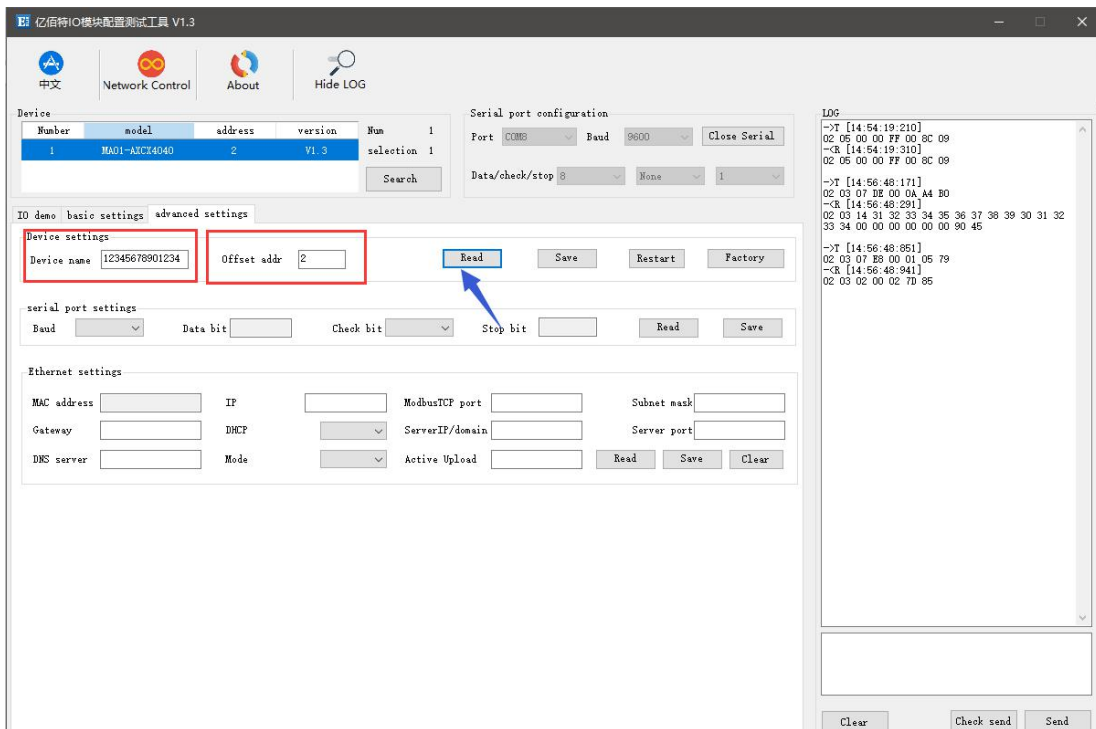 亿佰特IO模块配置测试工具 V1.3
中文 Network Control About Hide LOG
Device
Number model address version
1 MA01-AXCX4040 2 V1.3
Num 1
selection 1
Search
Serial port configuration
Port COM8 Baud 9600 Close Serial
Data/check/stop 8 None 1
IO demo basic settings advanced settings
Device settings
Device name 12345678901234 Offset addr 2 Read Save Restart Factory
serial port settings
Baud Data bit Check bit Stop bit Read Save
Ethernet settings
MAC address IP ModbusTCP port Subnet mask
Gateway DHCP ServerIP/domain Server port
DNS server Mode Active Upload Read Save Clear
LOG
->T [14:54:19:210]
02 05 00 00 FF 00 8C 09
-<R [14:54:19:310]
02 05 00 00 FF 00 8C 09
->T [14:56:48:171]
02 03 07 DE 00 0A A4 B0
-<R [14:56:48:291]
02 03 14 31 32 33 34 35 36 37 38 39 30 31 32
33 34 00 00 00 00 00 00 90 45
->T [14:56:48:851]
02 03 07 E8 00 01 05 79
-<R [14:56:48:941]
02 03 02 00 02 7D 85
Clear Check send Send